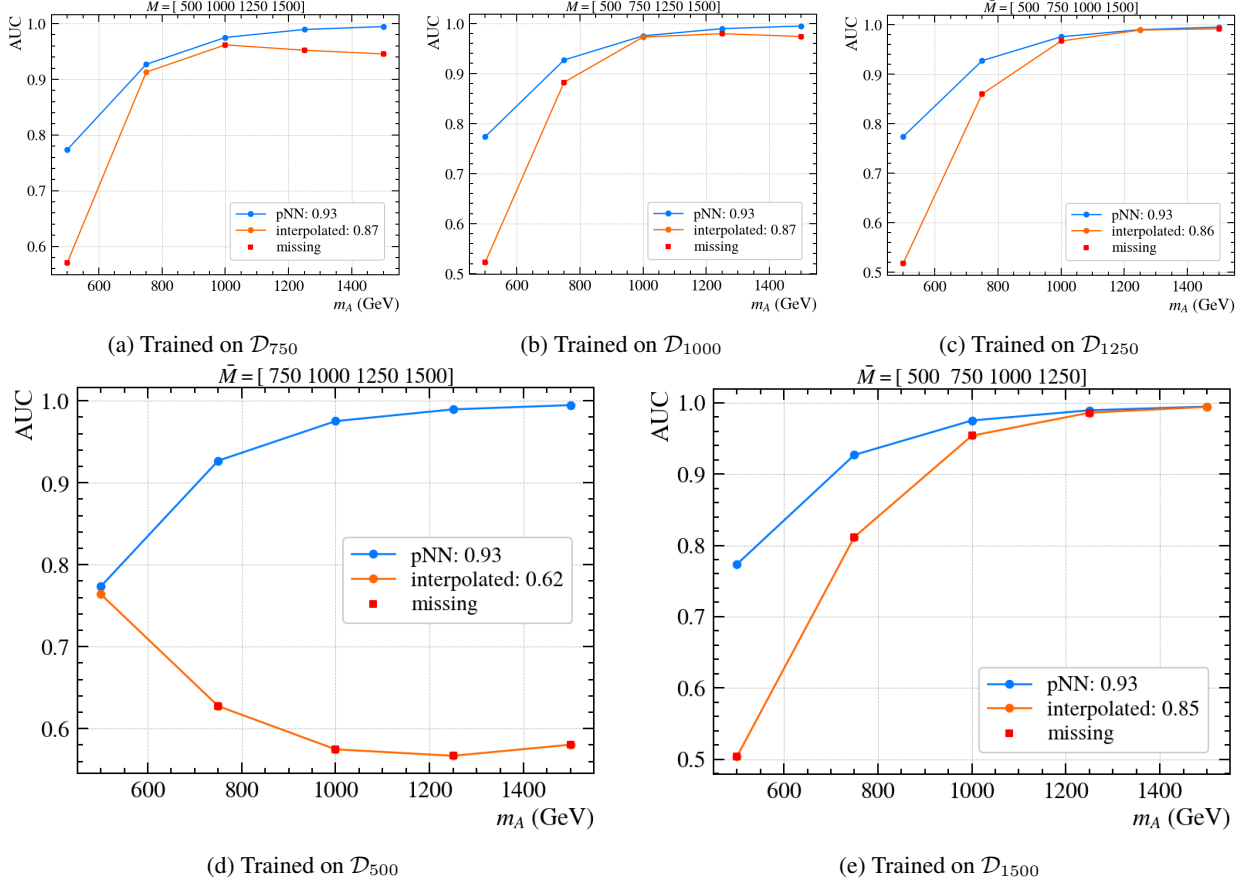 M̄ = [ 500 1000 1250 1500]
AUC
1.0
0.9
0.8
0.7
0.6
pNN: 0.93
interpolated: 0.87
missing
600 800 1000 1200 1400
m_A (GeV)
(a) Trained on 𝒟_750
M̄ = [ 500 750 1250 1500]
AUC
1.0
0.9
0.8
0.7
0.6
0.5
pNN: 0.93
interpolated: 0.87
missing
600 800 1000 1200 1400
m_A (GeV)
(b) Trained on 𝒟_1000
M̄ = [ 500 750 1000 1500]
AUC
1.0
0.9
0.8
0.7
0.6
0.5
pNN: 0.93
interpolated: 0.86
missing
600 800 1000 1200 1400
m_A (GeV)
(c) Trained on 𝒟_1250
M̄ = [ 750 1000 1250 1500]
AUC
1.0
0.9
0.8
0.7
0.6
pNN: 0.93
interpolated: 0.62
missing
600 800 1000 1200 1400
m_A (GeV)
(d) Trained on 𝒟_500
M̄ = [ 500 750 1000 1250]
AUC
1.0
0.9
0.8
0.7
0.6
0.5
pNN: 0.93
interpolated: 0.85
missing
600 800 1000 1200 1400
m_A (GeV)
(e) Trained on 𝒟_1500